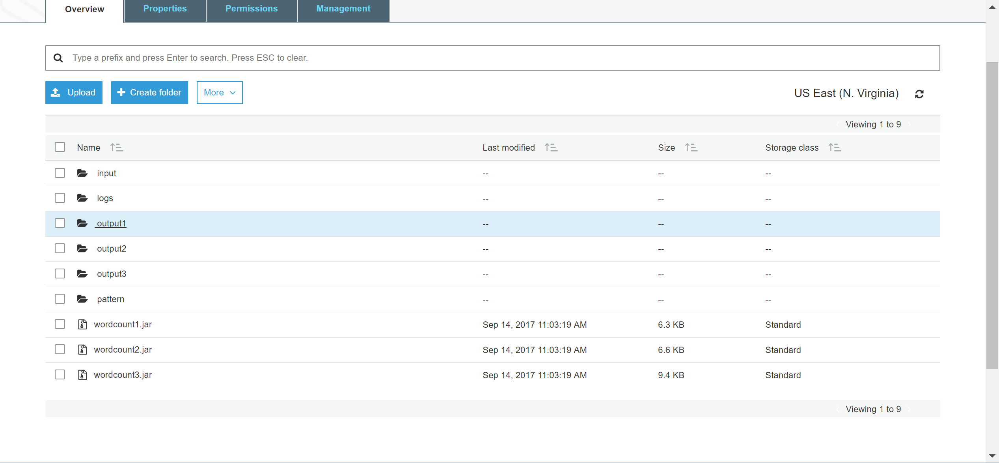 Overview Properties Permissions Management
Type a prefix and press Enter to search. Press ESC to clear.
Upload Create folder More US East (N. Virginia)
Viewing 1 to 9
Name Last modified Size Storage class
input -- -- --
logs -- -- --
output1 -- -- --
output2 -- -- --
output3 -- -- --
pattern -- -- --
wordcount1.jar Sep 14, 2017 11:03:19 AM 6.3 KB Standard
wordcount2.jar Sep 14, 2017 11:03:19 AM 6.6 KB Standard
wordcount3.jar Sep 14, 2017 11:03:19 AM 9.4 KB Standard
Viewing 1 to 9